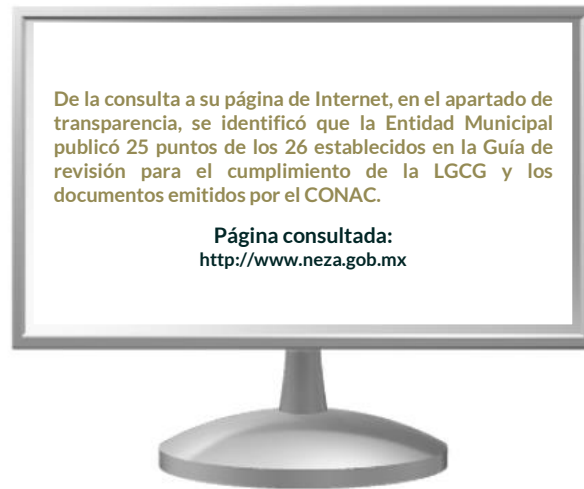 De la consulta a su página de Internet, en el apartado de
transparencia, se identificó que la Entidad Municipal
publicó 25 puntos de los 26 establecidos en la Guía de
revisión para el cumplimiento de la LGCG y los
documentos emitidos por el CONAC.
Página consultada:
http://www.neza.gob.mx